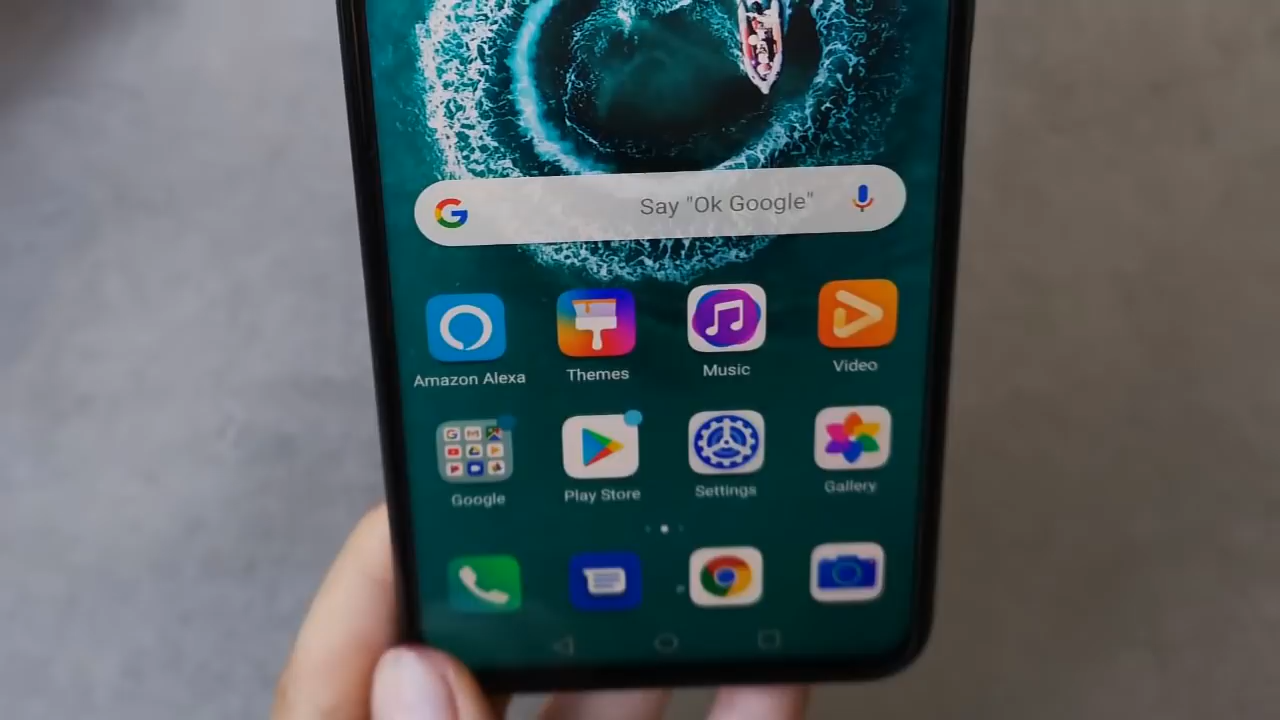 Say "Ok Google"
Amazon Alexa
Themes
Music
Video
Google
Play Store
Settings
Gallery